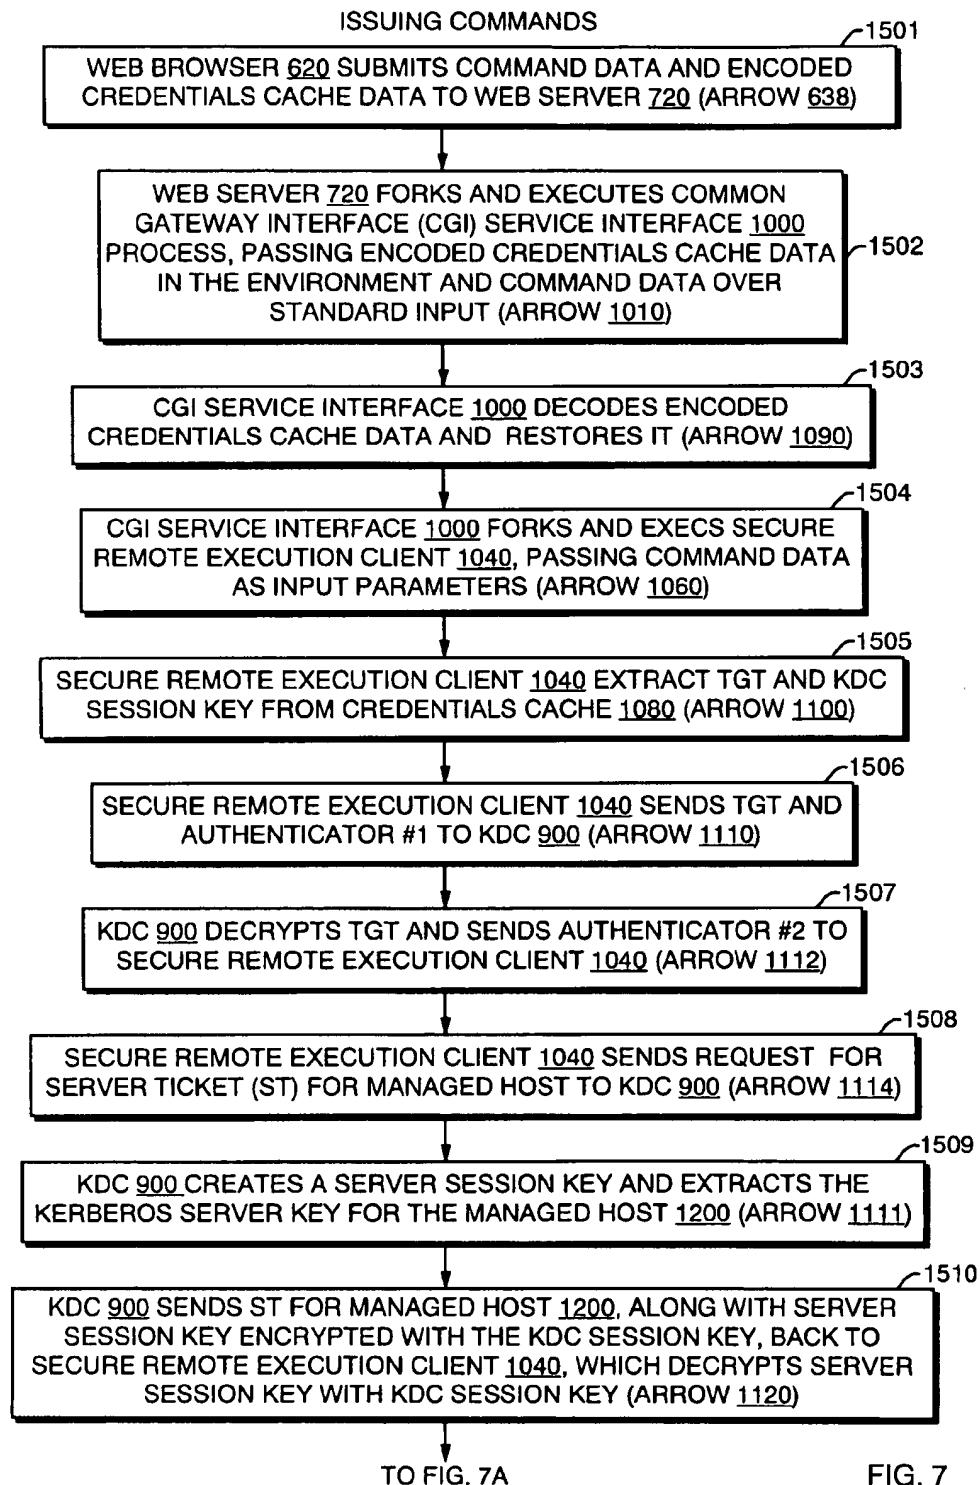 ISSUING COMMANDS
1501
WEB BROWSER 620 SUBMITS COMMAND DATA AND ENCODED
CREDENTIALS CACHE DATA TO WEB SERVER 720 (ARROW 638)
WEB SERVER 720 FORKS AND EXECUTES COMMON
GATEWAY INTERFACE (CGI) SERVICE INTERFACE 1000
PROCESS, PASSING ENCODED CREDENTIALS CACHE DATA
IN THE ENVIRONMENT AND COMMAND DATA OVER
STANDARD INPUT (ARROW 1010)
1502
1503
CGI SERVICE INTERFACE 1000 DECODES ENCODED
CREDENTIALS CACHE DATA AND RESTORES IT (ARROW 1090)
1504
CGI SERVICE INTERFACE 1000 FORKS AND EXECS SECURE
REMOTE EXECUTION CLIENT 1040, PASSING COMMAND DATA
AS INPUT PARAMETERS (ARROW 1060)
1505
SECURE REMOTE EXECUTION CLIENT 1040 EXTRACT TGT AND KDC
SESSION KEY FROM CREDENTIALS CACHE 1080 (ARROW 1100)
1506
SECURE REMOTE EXECUTION CLIENT 1040 SENDS TGT AND
AUTHENTICATOR #1 TO KDC 900 (ARROW 1110)
1507
KDC 900 DECRYPTS TGT AND SENDS AUTHENTICATOR #2 TO
SECURE REMOTE EXECUTION CLIENT 1040 (ARROW 1112)
1508
SECURE REMOTE EXECUTION CLIENT 1040 SENDS REQUEST FOR
SERVER TICKET (ST) FOR MANAGED HOST TO KDC 900 (ARROW 1114)
1509
KDC 900 CREATES A SERVER SESSION KEY AND EXTRACTS THE
KERBEROS SERVER KEY FOR THE MANAGED HOST 1200 (ARROW 1111)
1510
KDC 900 SENDS ST FOR MANAGED HOST 1200, ALONG WITH SERVER
SESSION KEY ENCRYPTED WITH THE KDC SESSION KEY, BACK TO
SECURE REMOTE EXECUTION CLIENT 1040, WHICH DECRYPTS SERVER
SESSION KEY WITH KDC SESSION KEY (ARROW 1120)
TO FIG. 7A
FIG. 7